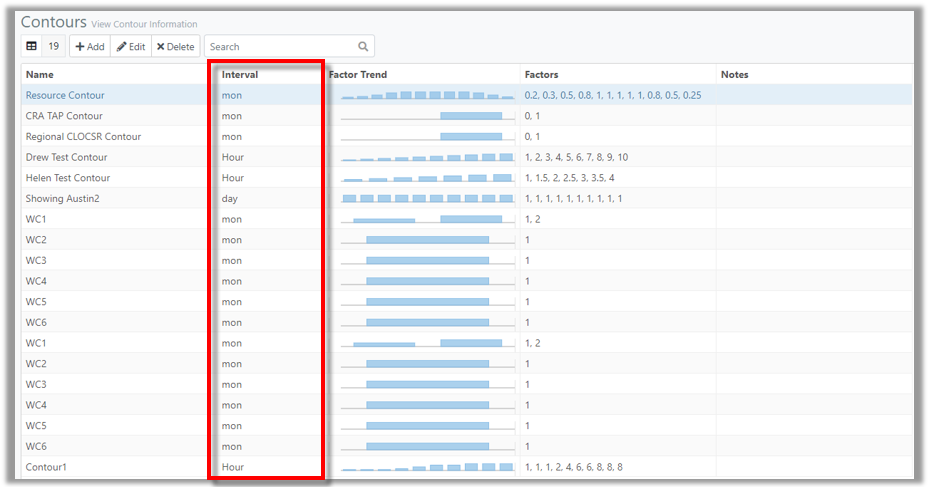 Contours View Contour Information
19 Add Edit Delete Search
Name Interval Factor Trend Factors Notes
Resource Contour mon 0.2, 0.3, 0.5, 0.8, 1, 1, 1, 1, 1, 0.8, 0.5, 0.25
CRA TAP Contour mon 0, 1
Regional CLOCSR Contour mon 0, 1
Drew Test Contour Hour 1, 2, 3, 4, 5, 6, 7, 8, 9, 10
Helen Test Contour Hour 1, 1.5, 2, 2.5, 3, 3.5, 4
Showing Austin2 day 1, 1, 1, 1, 1, 1, 1, 1, 1, 1
WC1 mon 1, 2
WC2 mon 1
WC3 mon 1
WC4 mon 1
WC5 mon 1
WC6 mon 1
WC1 mon 1, 2
WC2 mon 1
WC3 mon 1
WC4 mon 1
WC5 mon 1
WC6 mon 1
Contour1 Hour 1, 1, 1, 2, 4, 6, 6, 8, 8, 8